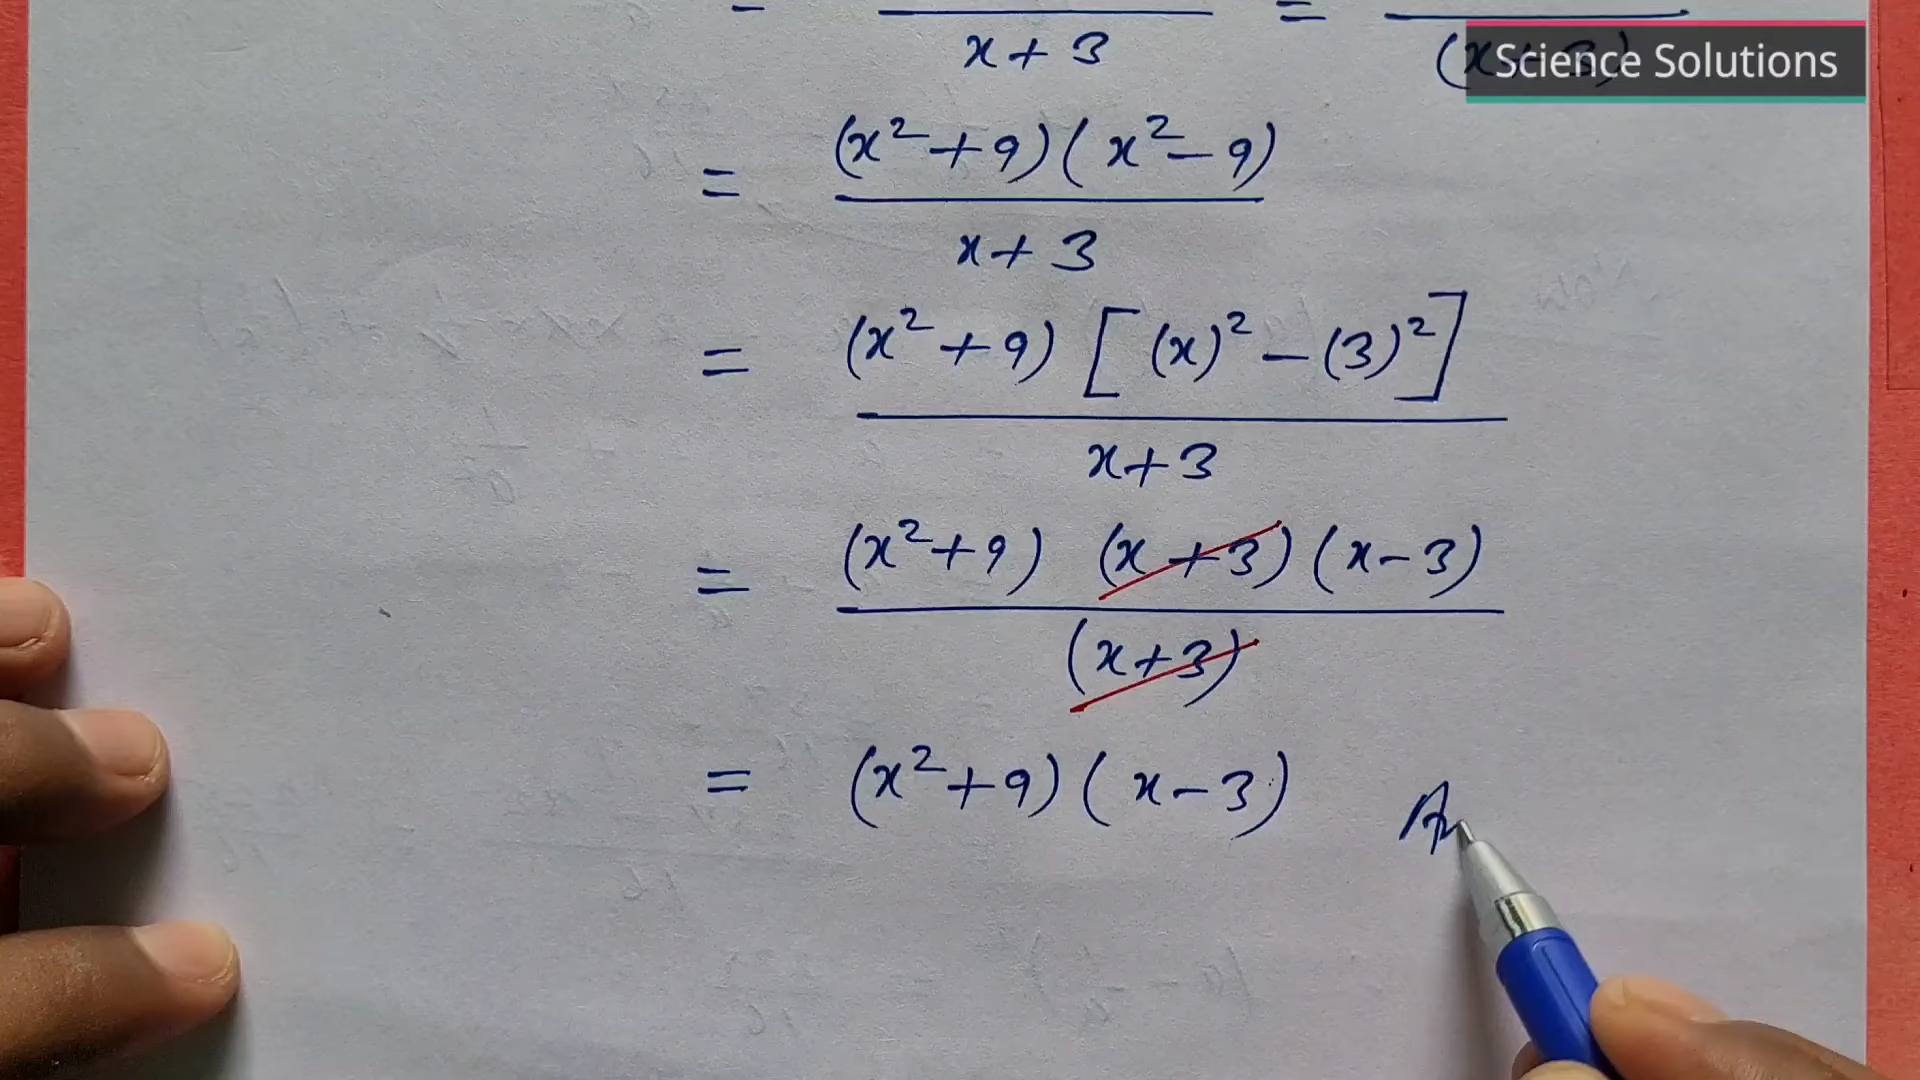 - x+3 = (x+3)
Science Solutions
= (x²+9)(x²-9)
x+3
= (x²+9) [(x)²-(3)²]
x+3
= (x²+9) (x+3)(x-3)
(x+3)
= (x²+9)(x-3)